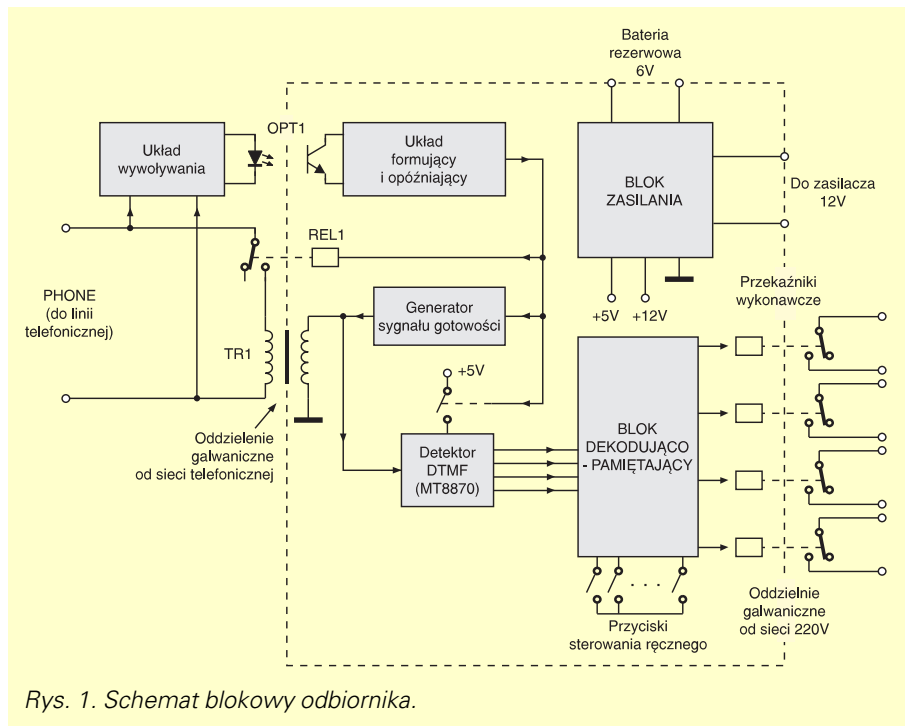 Bateria
rezerwowa
6V
OPT1
Układ
wywoływania
Układ
formujący
i opóźniający
BLOK
ZASILANIA
Do zasilacza
12V
REL1
PHONE
(do linii
telefonicznej)
Generator
sygnału gotowości
+5V
+12V
Przekaźniki
wykonawcze
TR1
+5V
Oddzielenie
galwaniczne
od sieci telefonicznej
Detektor
DTMF
(MT8870)
BLOK
DEKODUJĄCO
- PAMIĘTAJĄCY
. . .
Przyciski
sterowania ręcznego
Oddzielnie
galwaniczne
od sieci 220V
Rys. 1. Schemat blokowy odbiornika.